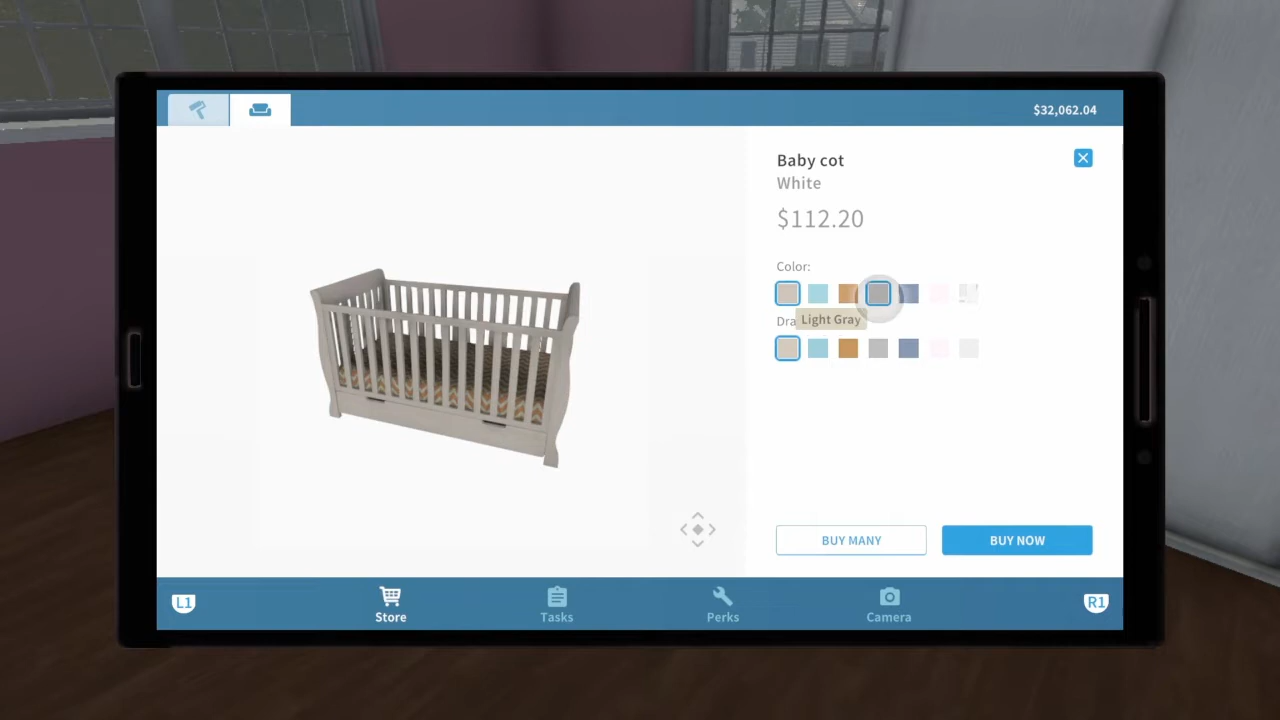 $32,062.04
Baby cot
White
$112.20
Color:
Light Gray
Dra
BUY MANY
BUY NOW
L1
Store
Tasks
Perks
Camera
R1